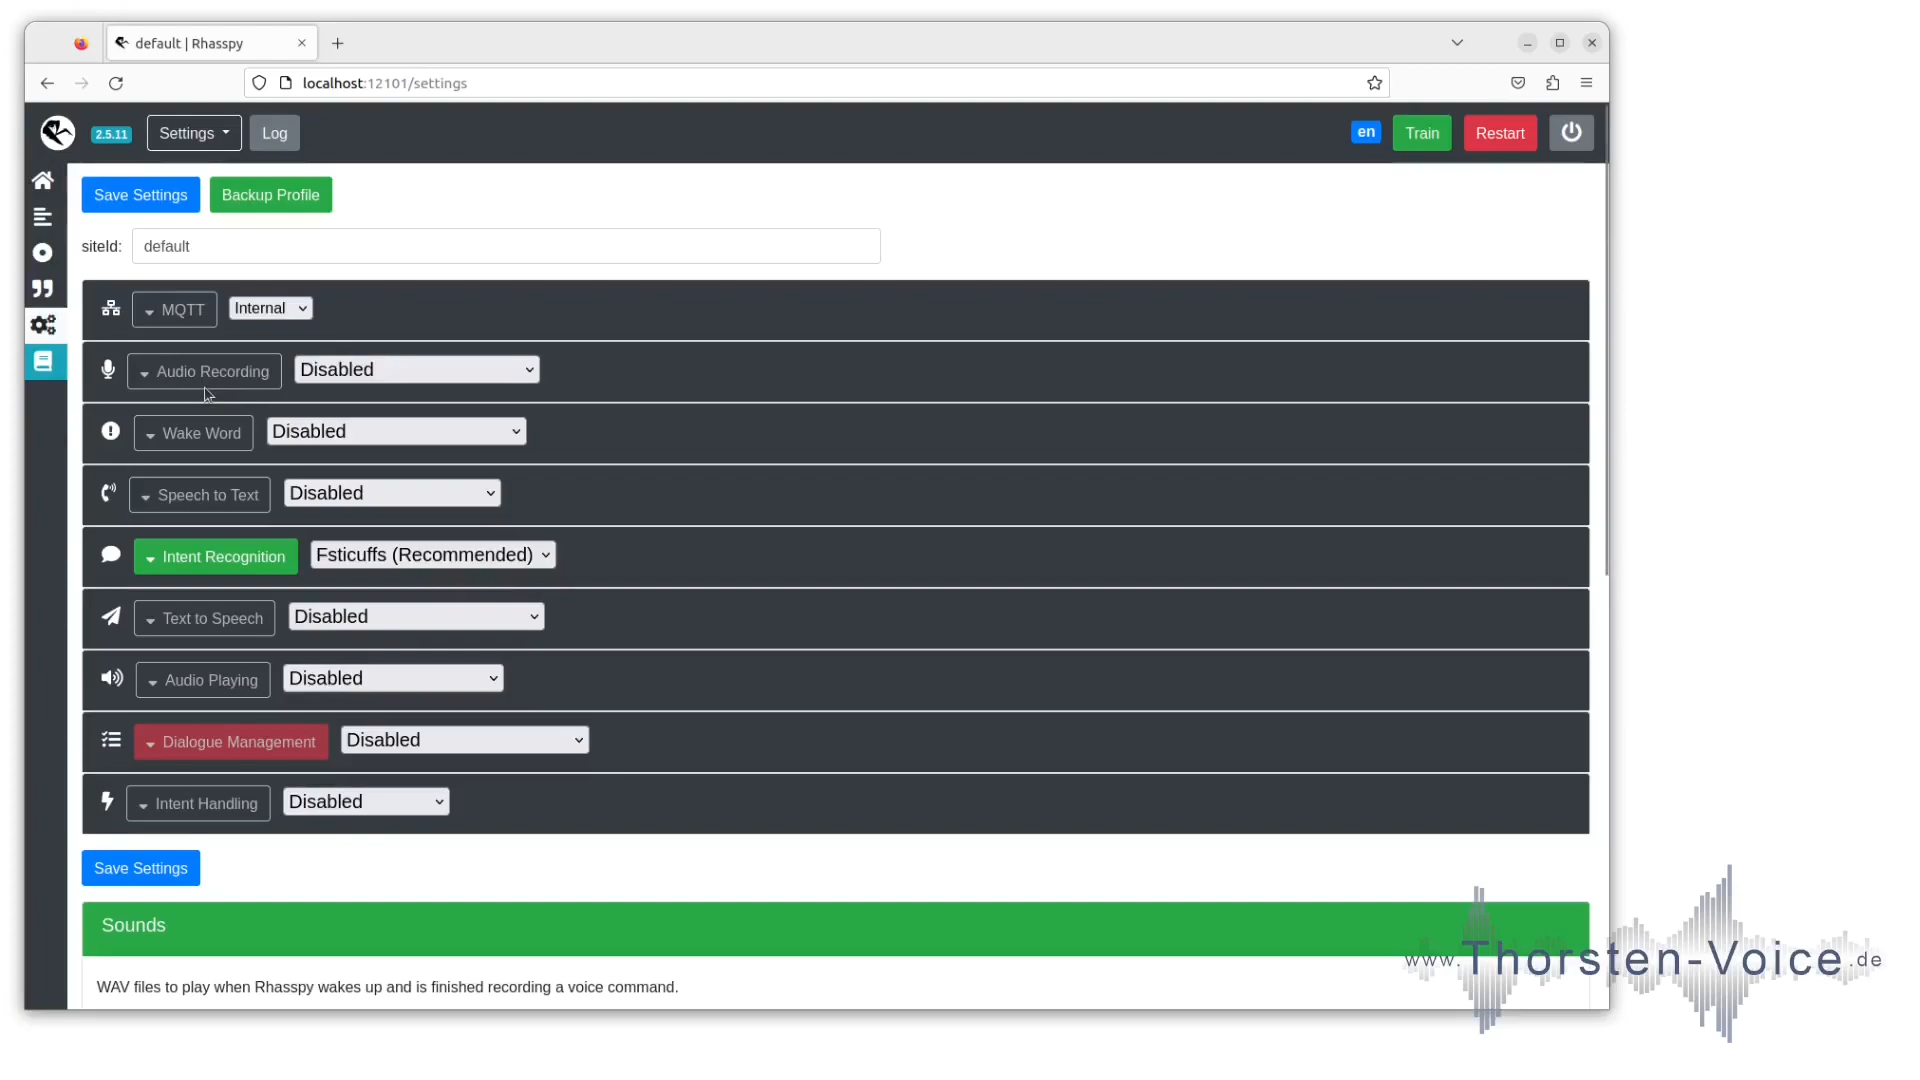 default | Rhasspy
localhost:12101/settings
2.5.11
Settings
Log
en
Train
Restart
Save Settings
Backup Profile
siteId:
default
MQTT
Internal
Audio Recording
Disabled
Wake Word
Disabled
Speech to Text
Disabled
Intent Recognition
Fsticuffs (Recommended)
Text to Speech
Disabled
Audio Playing
Disabled
Dialogue Management
Disabled
Intent Handling
Disabled
Save Settings
Sounds
www.Thorsten-Voice.de
WAV files to play when Rhasspy wakes up and is finished recording a voice command.